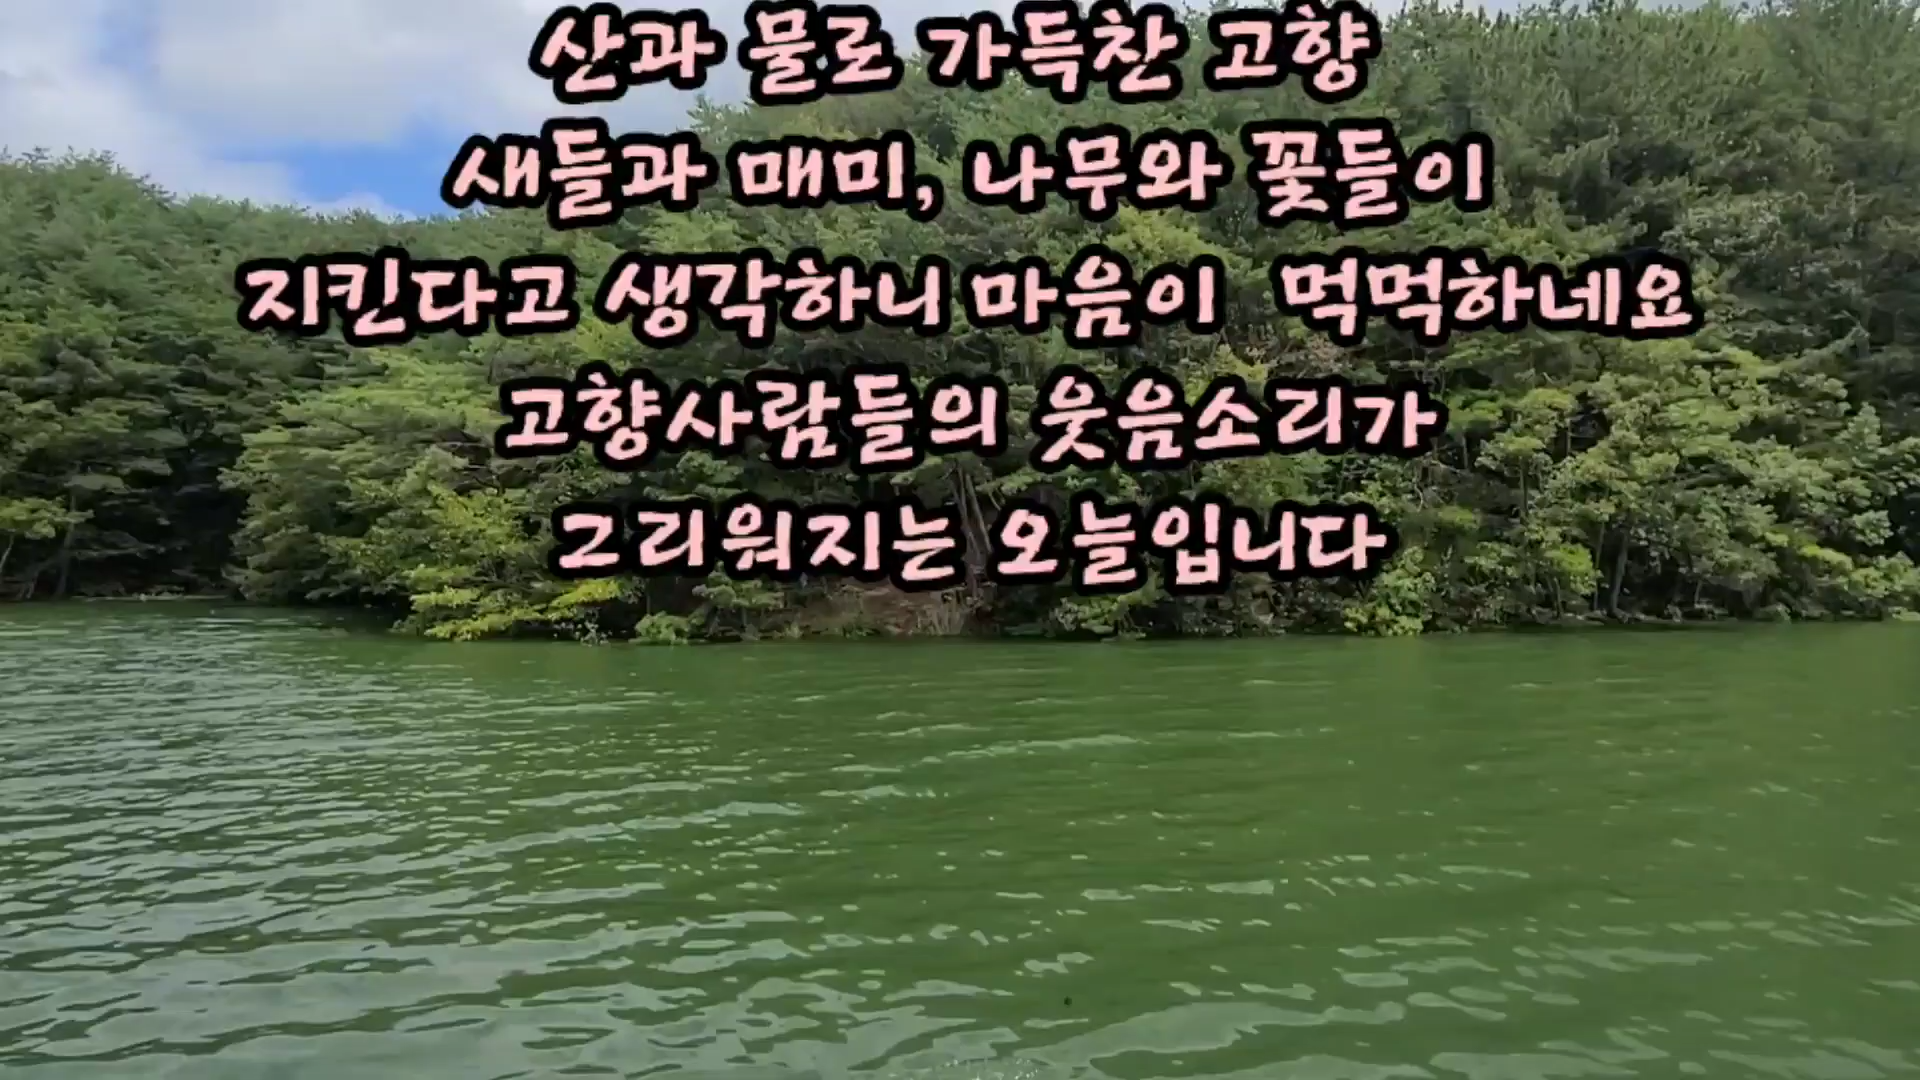 산과 물로 가득찬 고향
새들과 매미, 나무와 꽃들이
지킨다고 생각하니 마음이 먹먹하네요
고향사람들의 웃음소리가
그리워지는 오늘입니다